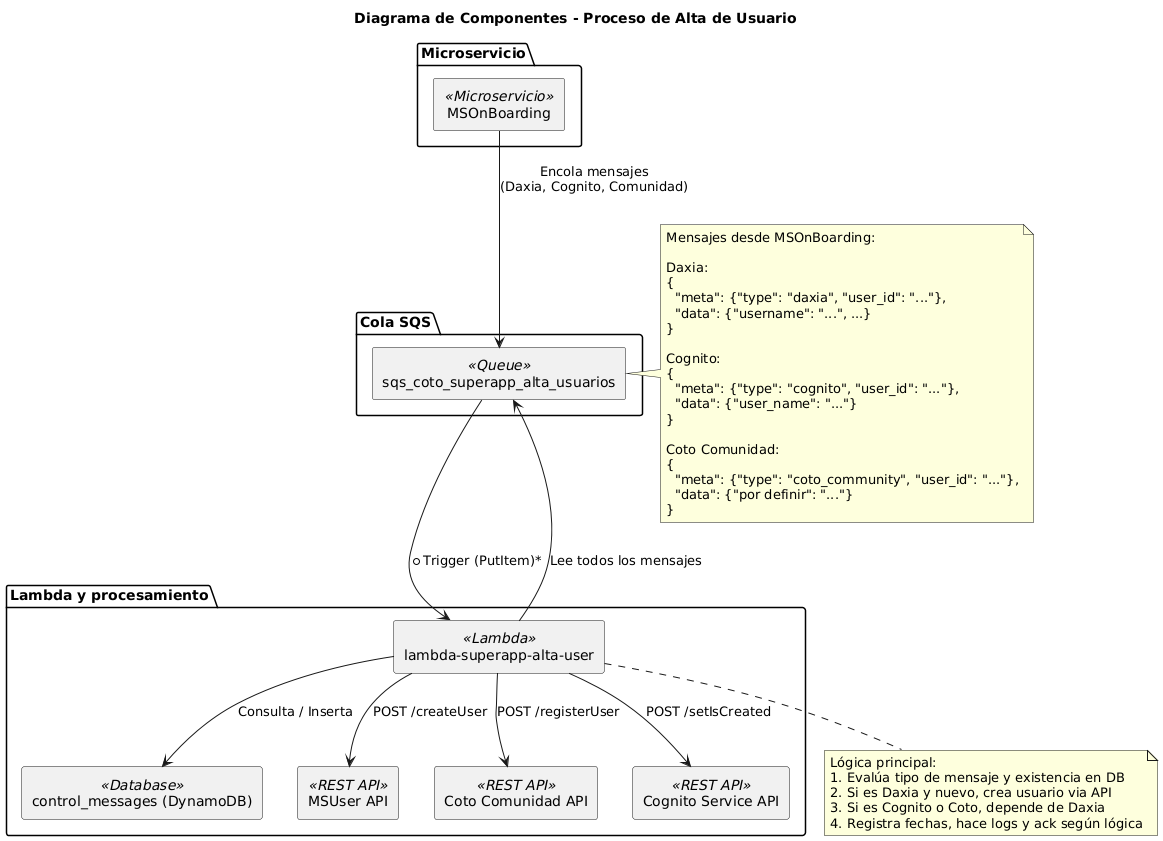 Diagrama de Componentes - Proceso de Alta de Usuario
Microservicio
«Microservicio»
MSOnBoarding
Encola mensajes
(Daxia, Cognito, Comunidad)
Mensajes desde MSOnBoarding:
Daxia:
{
"meta": {"type": "daxia", "user_id": "..."},
"data": {"username": "...", ...}
}
Cognito:
{
"meta": {"type": "cognito", "user_id": "..."},
"data": {"user_name": "..."}
}
Coto Comunidad:
{
"meta": {"type": "coto_community", "user_id": "..."},
"data": {"por definir": "..."}
}
Cola SQS
«Queue»
sqs_coto_superapp_alta_usuarios
Trigger (PutItem)*
Lee todos los mensajes
Lambda y procesamiento
«Lambda»
lambda-superapp-alta-user
Consulta / Inserta
POST /createUser
POST /registerUser
POST /setIsCreated
«Database»
control_messages (DynamoDB)
«REST API»
MSUser API
«REST API»
Coto Comunidad API
«REST API»
Cognito Service API
Lógica principal:
1. Evalúa tipo de mensaje y existencia en DB
2. Si es Daxia y nuevo, crea usuario via API
3. Si es Cognito o Coto, depende de Daxia
4. Registra fechas, hace logs y ack según lógica